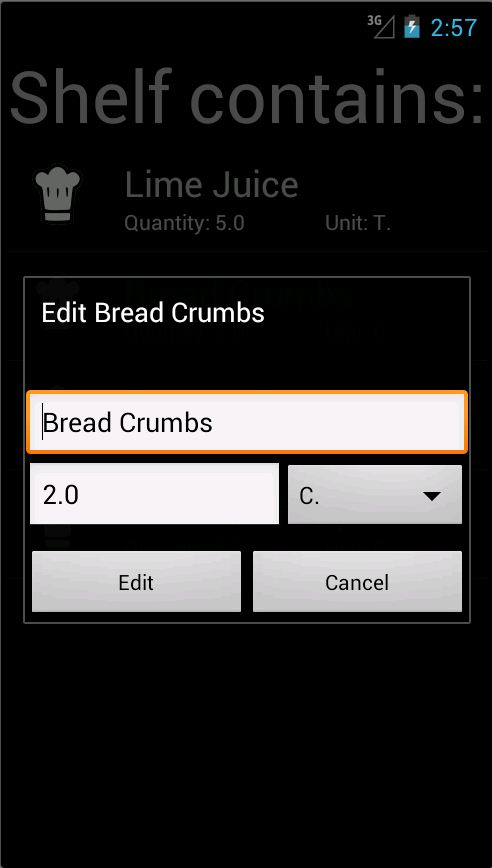 3G 2:57
Shelf contains:
Lime Juice
Quantity: 5.0 Unit: T.
Edit Bread Crumbs
Bread Crumbs
2.0 C.
Edit Cancel